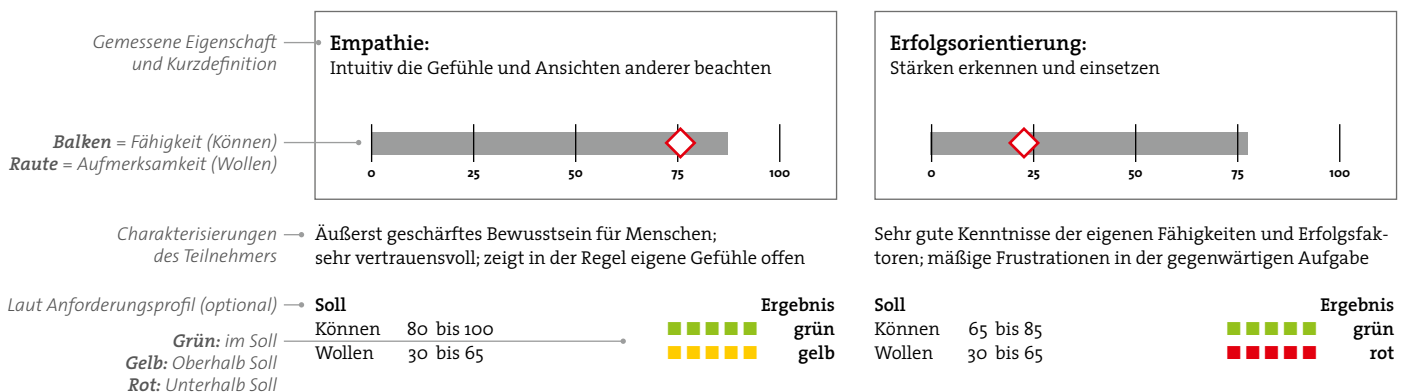 Gemessene Eigenschaft
und Kurzdefinition
Empathie:
Intuitiv die Gefühle und Ansichten anderer beachten
Erfolgsorientierung:
Stärken erkennen und einsetzen
Balken = Fähigkeit (Können)
Raute = Aufmerksamkeit (Wollen)
0 25 50 75 100
0 25 50 75 100
Charakterisierungen
des Teilnehmers
Äußerst geschärftes Bewusstsein für Menschen;
sehr vertrauensvoll; zeigt in der Regel eigene Gefühle offen
Sehr gute Kenntnisse der eigenen Fähigkeiten und Erfolgsfak-
toren; mäßige Frustrationen in der gegenwärtigen Aufgabe
Laut Anforderungsprofil (optional)
Grün: im Soll
Gelb: Oberhalb Soll
Rot: Unterhalb Soll
Soll Ergebnis
Können 80 bis 100 grün
Wollen 30 bis 65 gelb
Soll Ergebnis
Können 65 bis 85 grün
Wollen 30 bis 65 rot